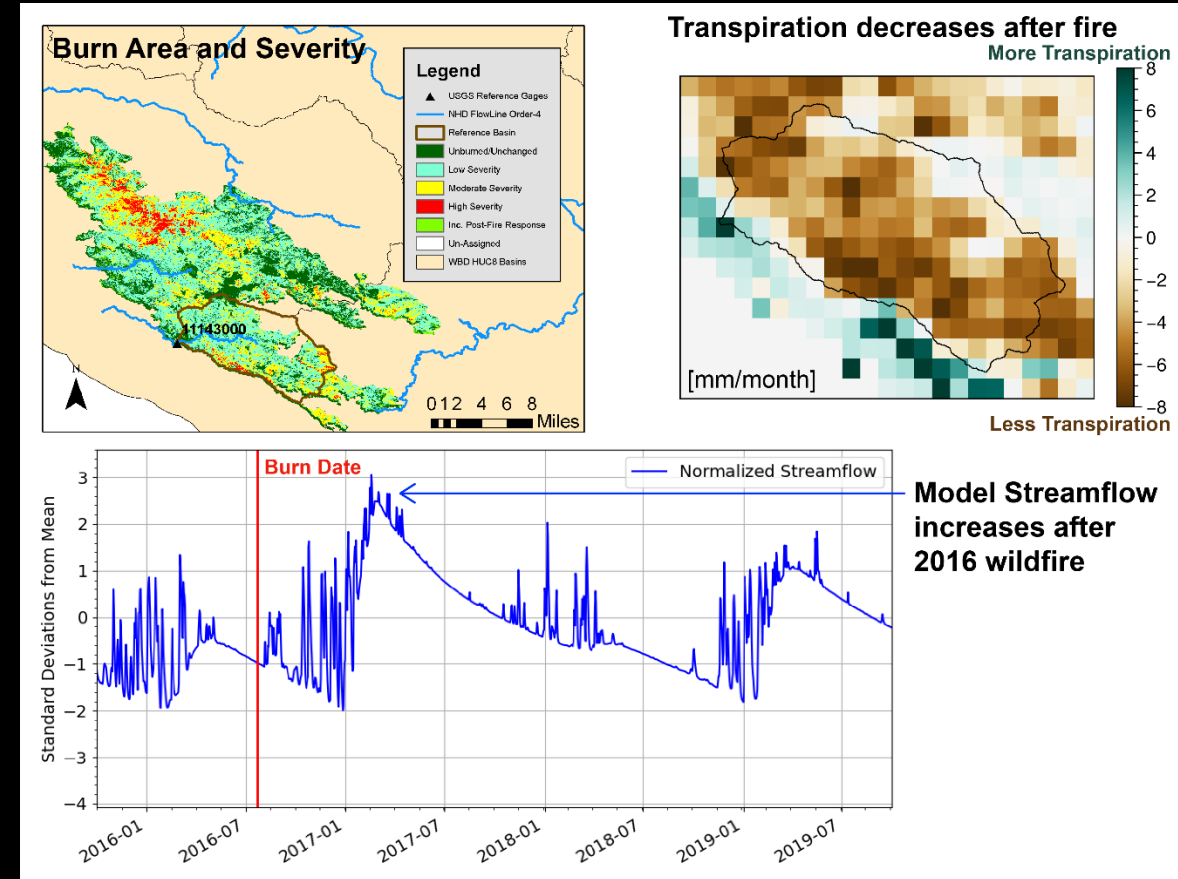 Burn Area and Severity
Legend
USGS Reference Gages
NHD FlowLine Order-4
Reference Basin
Unburned/Unchanged
Low Severity
Moderate Severity
High Severity
Inc. Post-Fire Response
Un-Assigned
WBD HUC8 Basins
11143000
N
0 1 2 4 6 8
Miles
Transpiration decreases after fire
More Transpiration
8
6
4
2
0
−2
−4
−6
−8
[mm/month]
Less Transpiration
Burn Date
Normalized Streamflow
Standard Deviations from Mean
3
2
1
0
−1
−2
−3
−4
2016-01
2016-07
2017-01
2017-07
2018-01
2018-07
2019-01
2019-07
Model Streamflow
increases after
2016 wildfire